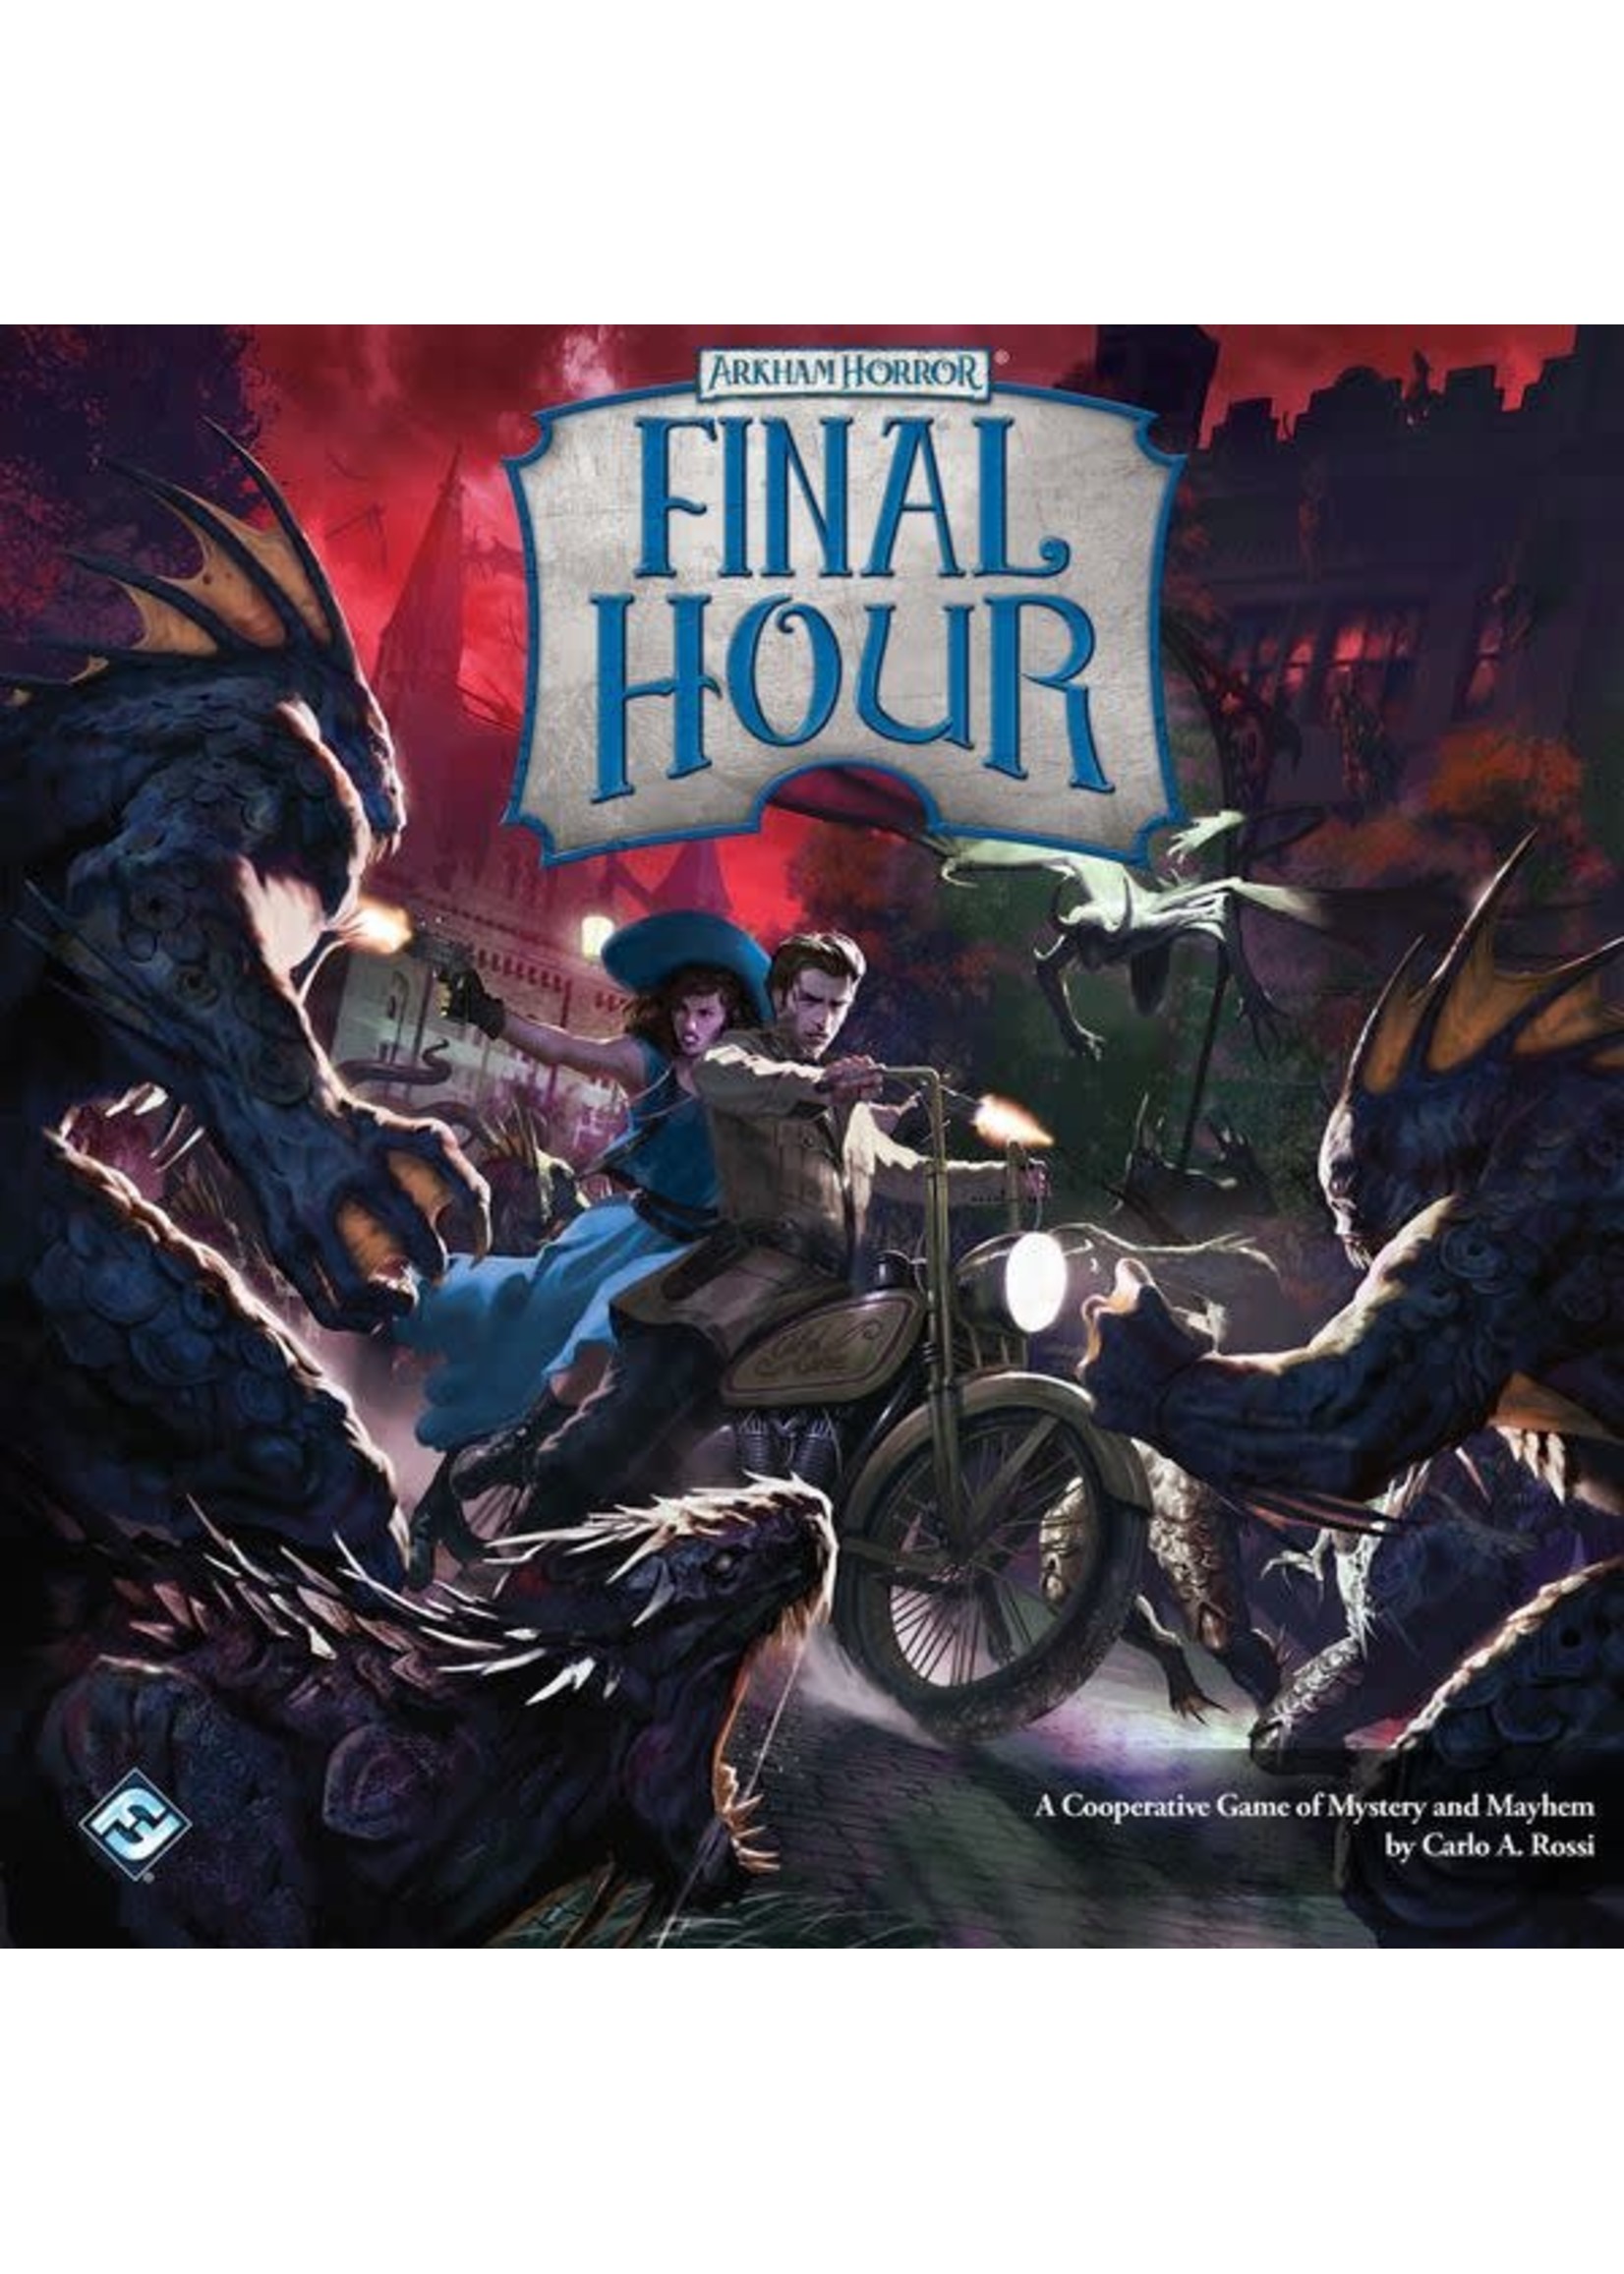 ARKHAM HORROR®
FINAL
HOUR
A Cooperative Game of Mystery and Mayhem
by Carlo A. Rossi